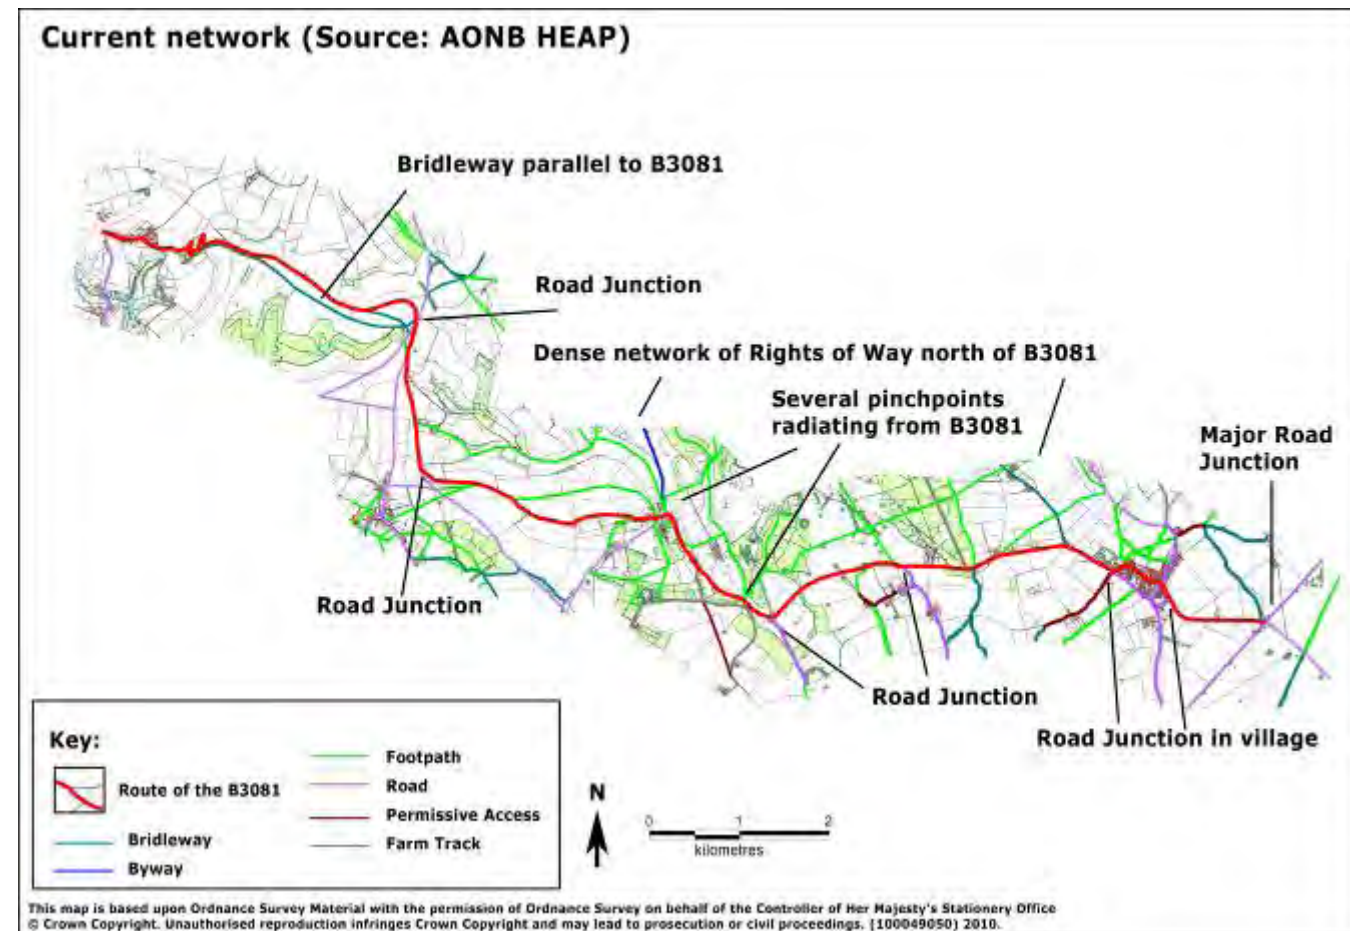 Current network (Source: AONB HEAP)
Bridleway parallel to B3081
Road Junction
Dense network of Rights of Way north of B3081
Several pinchpoints
radiating from B3081
Major Road
Junction
Road Junction
Road Junction
Road Junction in village
Key:
Route of the B3081
Bridleway
Byway
Footpath
Road
Permissive Access
Farm Track
N
0 1 2
kilometres
This map is based upon Ordnance Survey Material with the permission of Ordnance Survey on behalf of the Controller of Her Majesty's Stationery Office
© Crown Copyright. Unauthorised reproduction infringes Crown Copyright and may lead to prosecution or civil proceedings. (100049050) 2010.